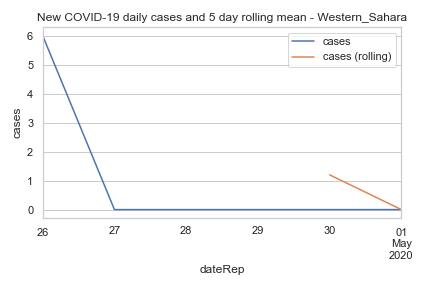 New COVID-19 daily cases and 5 day rolling mean - Western_Sahara
cases
cases (rolling)
cases
6
5
4
3
2
1
0
26
27
28
29
30
01
May
2020
dateRep